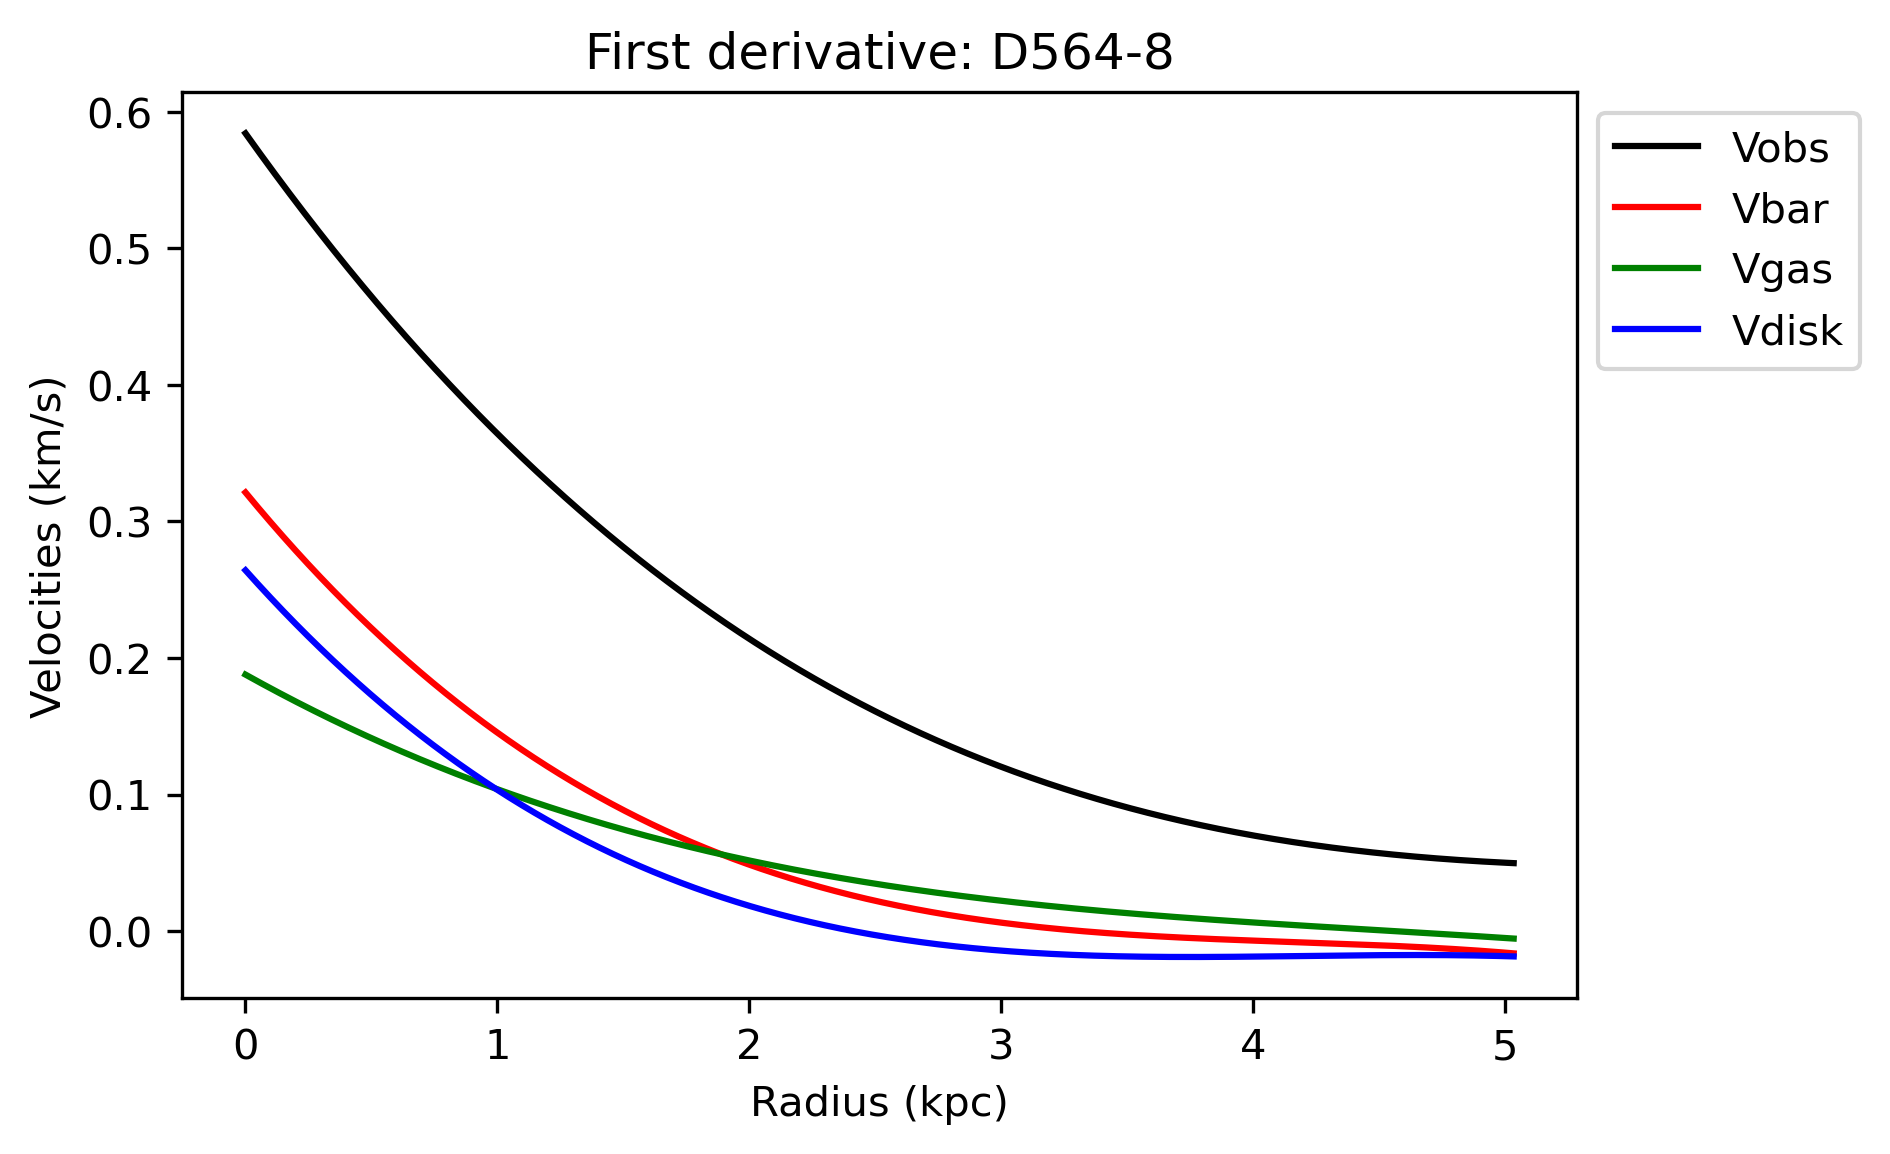 First derivative: D564-8
0.6
0.5
0.4
0.3
0.2
0.1
0.0
Velocities (km/s)
0 1 2 3 4 5
Radius (kpc)
Vobs
Vbar
Vgas
Vdisk